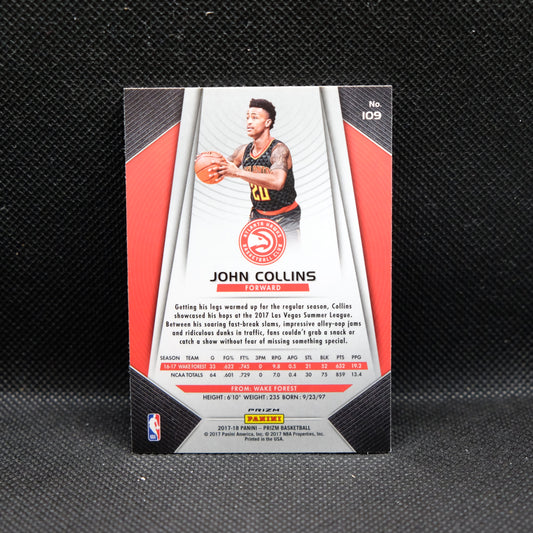 No.
109
20
ATLANTA HAWKS
BASKETBALL CLUB
JOHN COLLINS
FORWARD
Getting his legs warmed up for the regular season, Collins
showcased his hops at the 2017 Las Vegas Summer League.
Between his soaring fast-break slams, impressive alley-oop jams
and ridiculous dunks in traffic, fans couldn't grab a snack or
catch a show without fear of missing something special.
SEASON TEAM G FG% FT% 3PM RPG APG STL BLK PTS PPG
16-17 WAKE FOREST 33 .622 .745 0 9.8 0.5 21 52 632 19.2
NCAA TOTALS 64 .601 .729 0 7.0 0.4 30 75 859 13.4
FROM: WAKE FOREST
HEIGHT: 6'10" WEIGHT: 235 BORN: 9/23/97
PRIZM
PANINI
2017-18 PANINI – PRIZM BASKETBALL
© 2017 Panini America, Inc. © 2017 NBA Properties, Inc.
Printed in the USA.